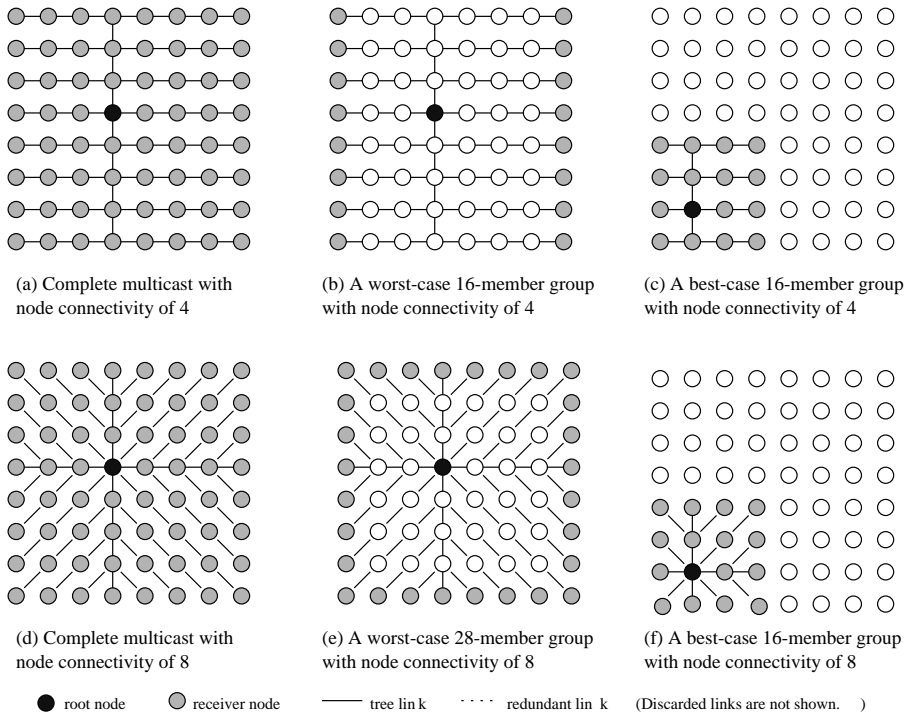 (a) Complete multicast with
node connectivity of 4
(b) A worst-case 16-member group
with node connectivity of 4
(c) A best-case 16-member group
with node connectivity of 4
(d) Complete multicast with
node connectivity of 8
(e) A worst-case 28-member group
with node connectivity of 8
(f) A best-case 16-member group
with node connectivity of 8
root node receiver node tree lin k redundant lin k (Discarded links are not shown. )